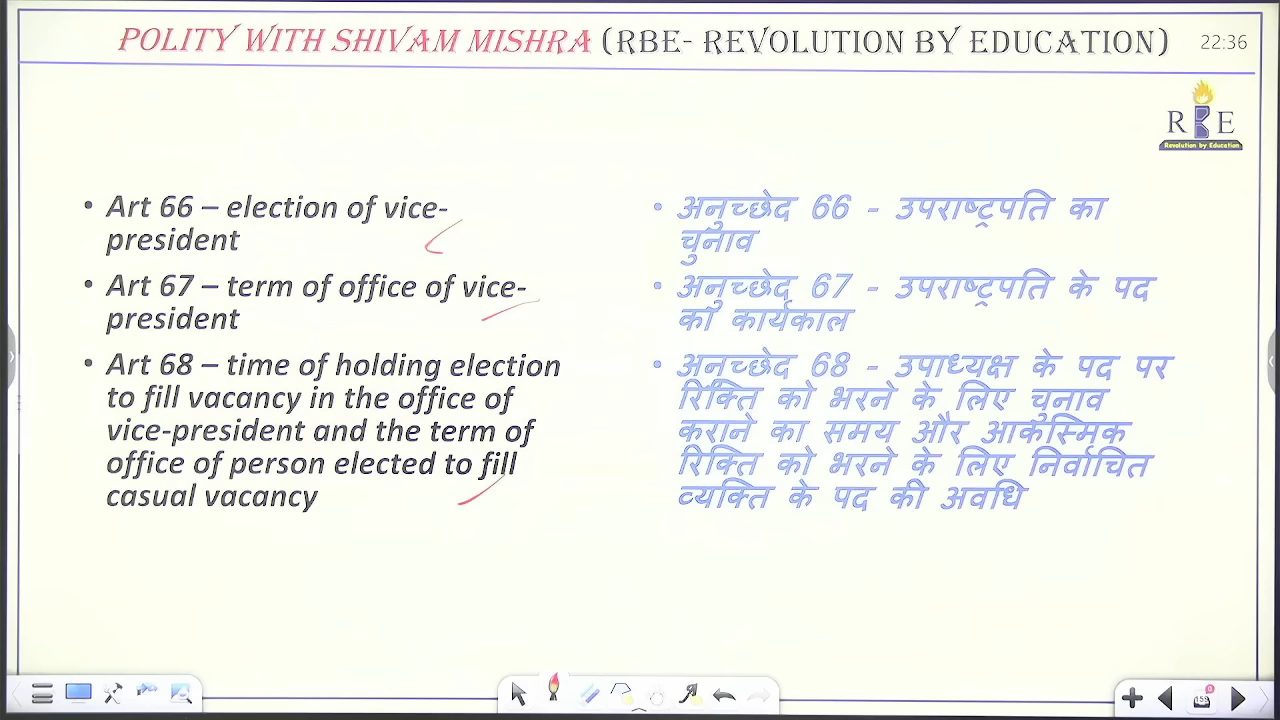 POLITY WITH SHIVAM MISHRA (RBE- REVOLUTION BY EDUCATION)
22:36
R E
Revolution by Education
• Art 66 – election of vice-
president
• Art 67 – term of office of vice-
president
• Art 68 – time of holding election
to fill vacancy in the office of
vice-president and the term of
office of person elected to fill
casual vacancy
• अनुच्छेद 66 - उपराष्ट्रपति का
चुनाव
• अनुच्छेद 67 - उपराष्ट्रपति के पद
का कार्यकाल
• अनुच्छेद 68 - उपाध्यक्ष के पद पर
रिक्ति को भरने के लिए चुनाव
कराने का समय और आकस्मिक
रिक्ति को भरने के लिए निर्वाचित
व्यक्ति के पद की अवधि